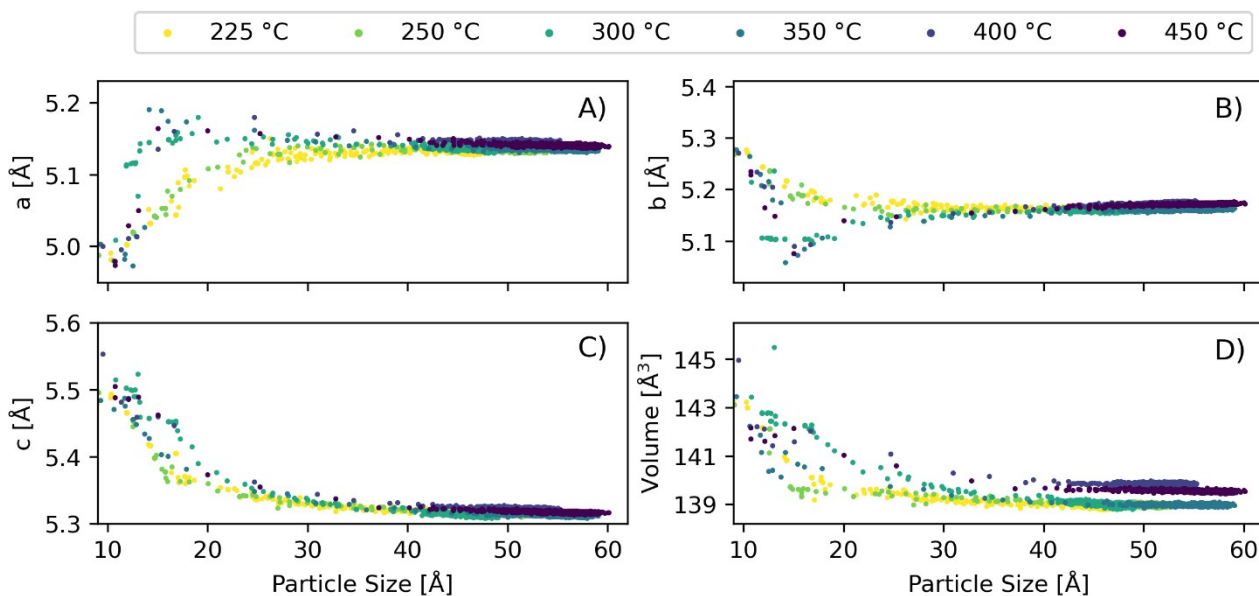 225 °C 250 °C 300 °C 350 °C 400 °C 450 °C
A)
5.2
5.1
5.0
a [Å]
B)
5.4
5.3
5.2
5.1
b [Å]
C)
5.6
5.5
5.4
5.3
c [Å]
10 20 30 40 50 60
Particle Size [Å]
D)
145
143
141
139
Volume [Å³]
10 20 30 40 50 60
Particle Size [Å]